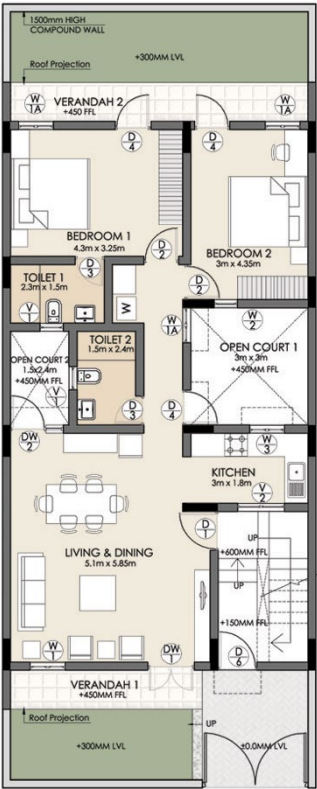 1500mm HIGH
COMPOUND WALL
+300MM LVL
Roof Projection
W
1A
VERANDAH 2
+450 FFL
W
1A
D
4
D
4
BEDROOM 1
4.3m x 3.25m
D
2
BEDROOM 2
3m x 4.35m
D
3
TOILET 1
2.3m x 1.5m
D
2
V
1
W
W
1A
W
2
TOILET 2
1.5m x 2.4m
OPEN COURT 1
3m x 3m
+450MM FFL
OPEN COURT 2
1.5x2.4m
+450MM FFL
V
D
3
D
4
DW
2
W
3
KITCHEN
3m x 1.8m
V
2
D
1
UP
+600MM FFL
LIVING & DINING
5.1m x 5.85m
UP
+150MM FFL
W
1
DW
1
D
6
VERANDAH 1
+450MM FFL
Roof Projection
UP
+300MM LVL
±0.0MM LVL